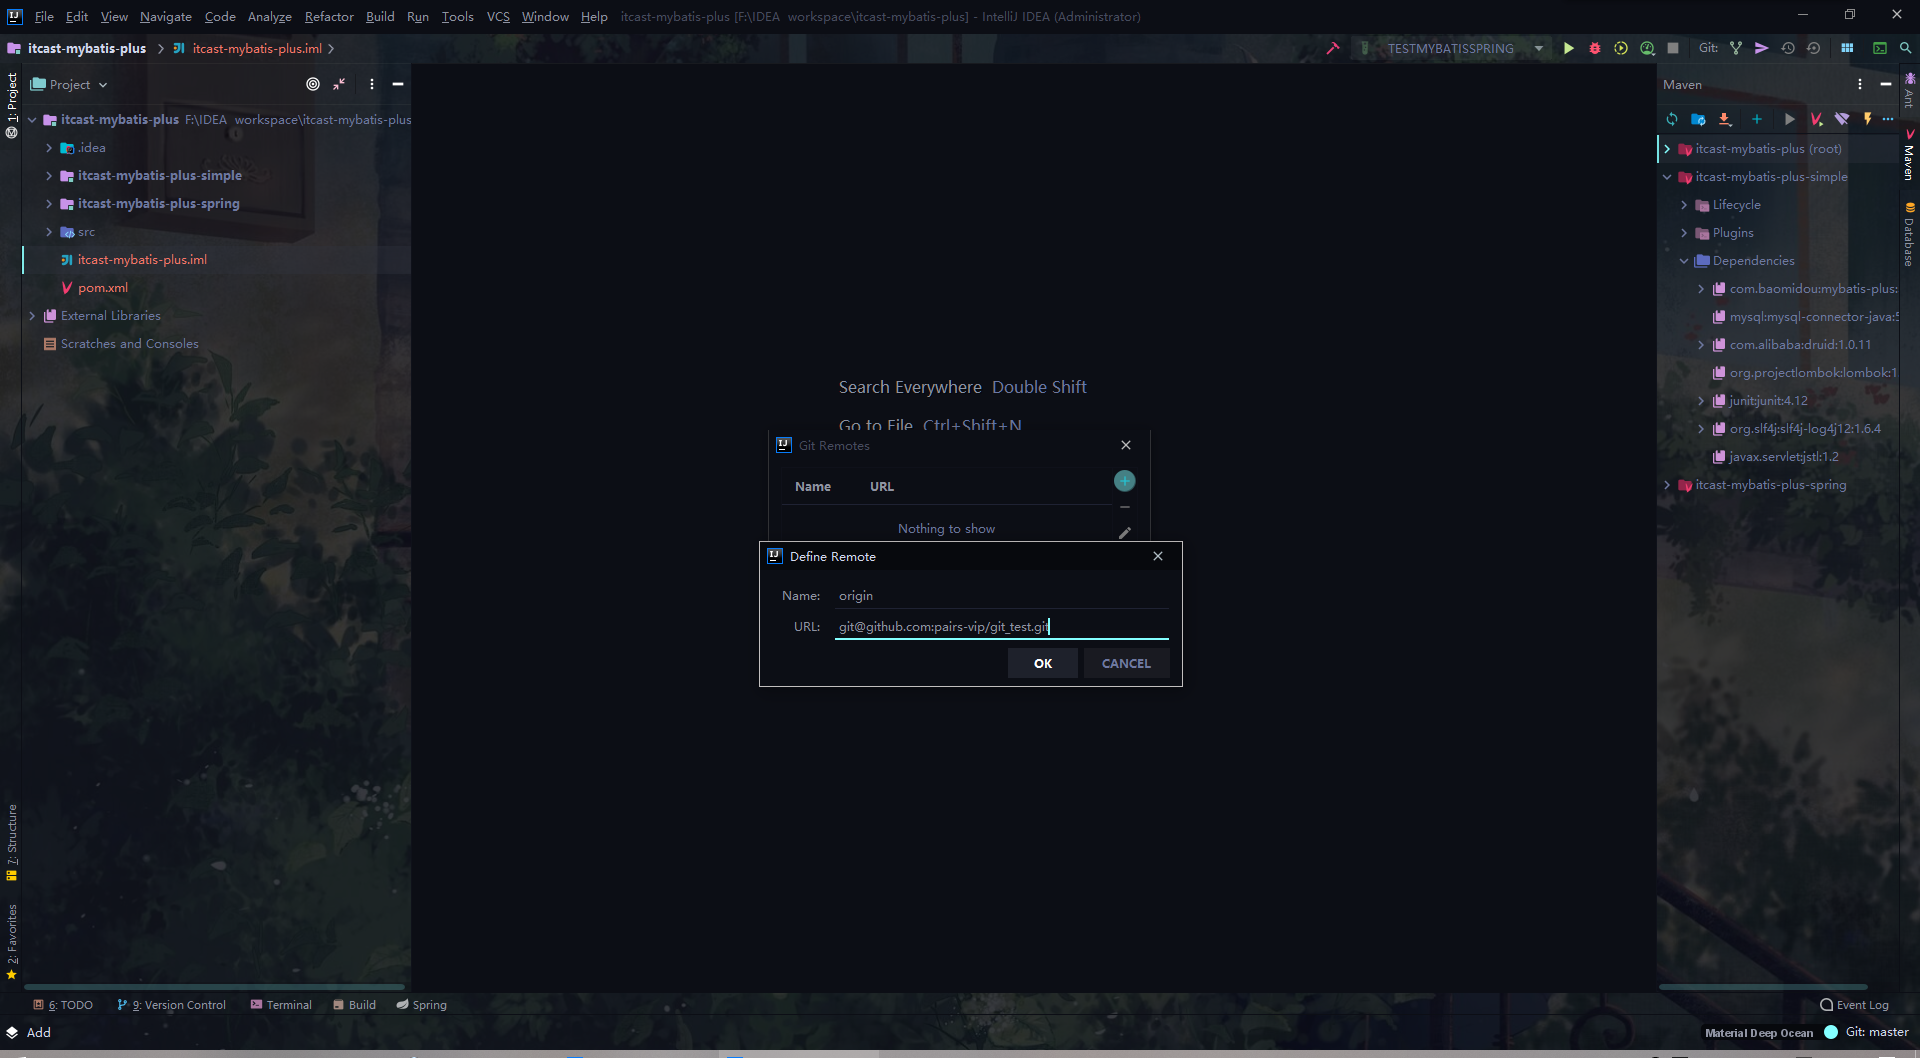 File Edit View Navigate Code Analyze Refactor Build Run Tools VCS Window Help itcast-mybatis-plus [F:\IDEA workspace\itcast-mybatis-plus] - IntelliJ IDEA (Administrator)
itcast-mybatis-plus itcast-mybatis-plus.iml TESTMYBATISSPRING Git:
1: Project
Project
itcast-mybatis-plus F:\IDEA workspace\itcast-mybatis-plus
.idea
itcast-mybatis-plus-simple
itcast-mybatis-plus-spring
src
itcast-mybatis-plus.iml
pom.xml
External Libraries
Scratches and Consoles
7: Structure
2: Favorites
Search Everywhere Double Shift
Go to File Ctrl+Shift+N
Git Remotes
Name URL
Nothing to show
Define Remote
Name: origin
URL: git@github.com:pairs-vip/git_test.git
OK CANCEL
Maven
itcast-mybatis-plus (root)
itcast-mybatis-plus-simple
Lifecycle
Plugins
Dependencies
com.baomidou:mybatis-plus:
mysql:mysql-connector-java:5
com.alibaba:druid:1.0.11
org.projectlombok:lombok:1
junit:junit:4.12
org.slf4j:slf4j-log4j12:1.6.4
javax.servlet:jstl:1.2
itcast-mybatis-plus-spring
Ant
Maven
Database
6: TODO 9: Version Control Terminal Build Spring Event Log
Add Material Deep Ocean Git: master